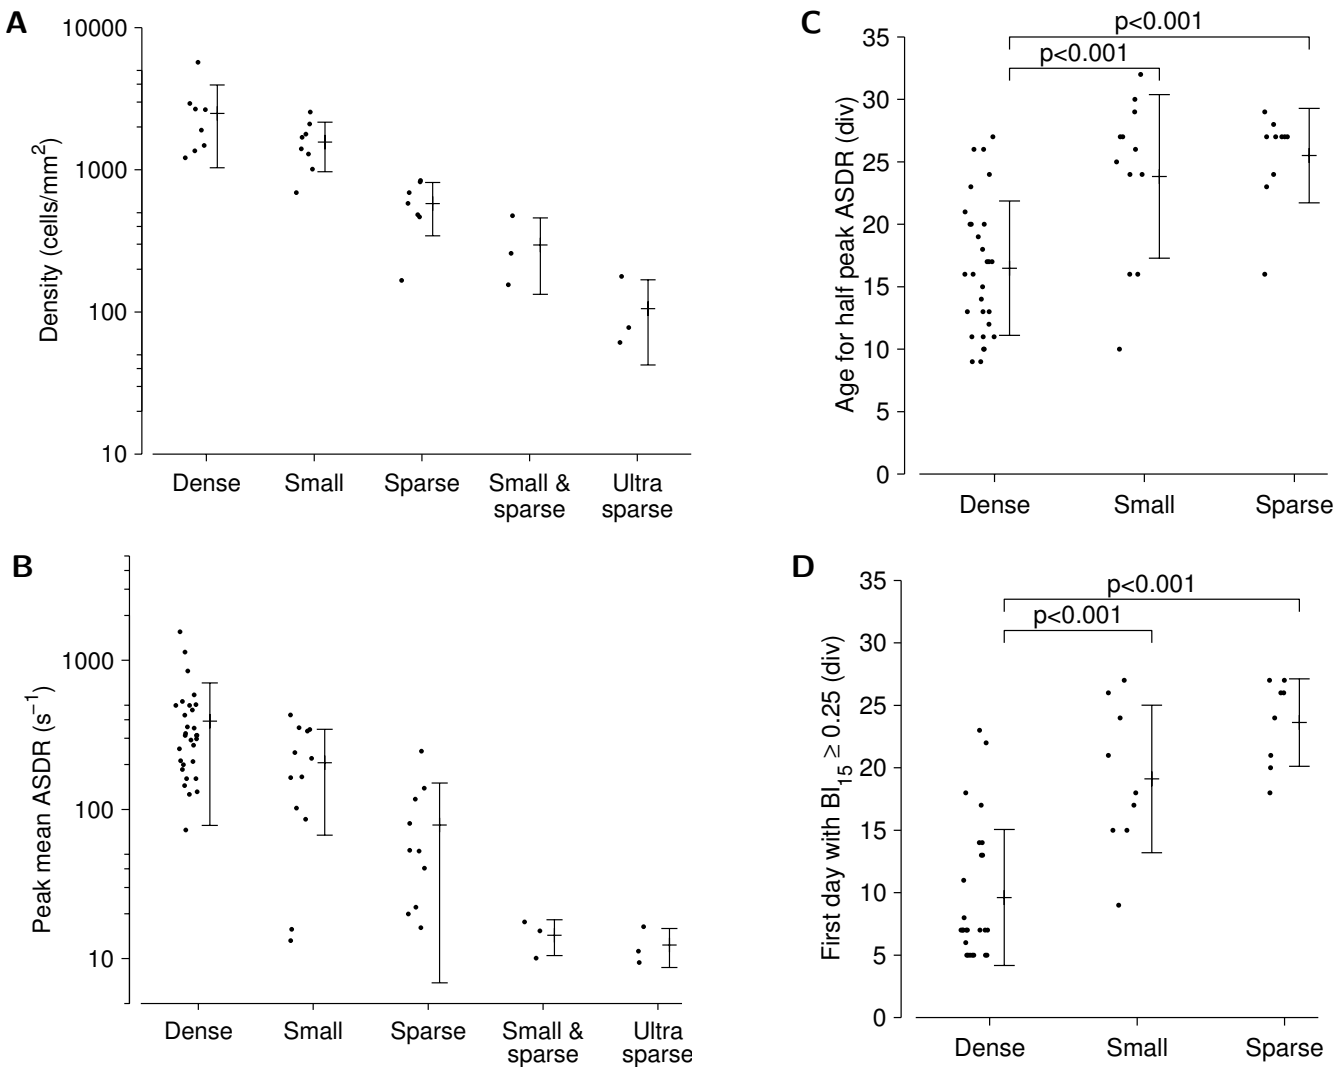 A
10000
1000
100
10
Density (cells/mm²)
Dense
Small
Sparse
Small &
sparse
Ultra
sparse
B
1000
100
10
Peak mean ASDR (s⁻¹)
Dense
Small
Sparse
Small &
sparse
Ultra
sparse
C
35
30
25
20
15
10
5
0
Age for half peak ASDR (div)
p<0.001
p<0.001
Dense
Small
Sparse
D
35
30
25
20
15
10
5
0
First day with BI₁₅ ≥ 0.25 (div)
p<0.001
p<0.001
Dense
Small
Sparse